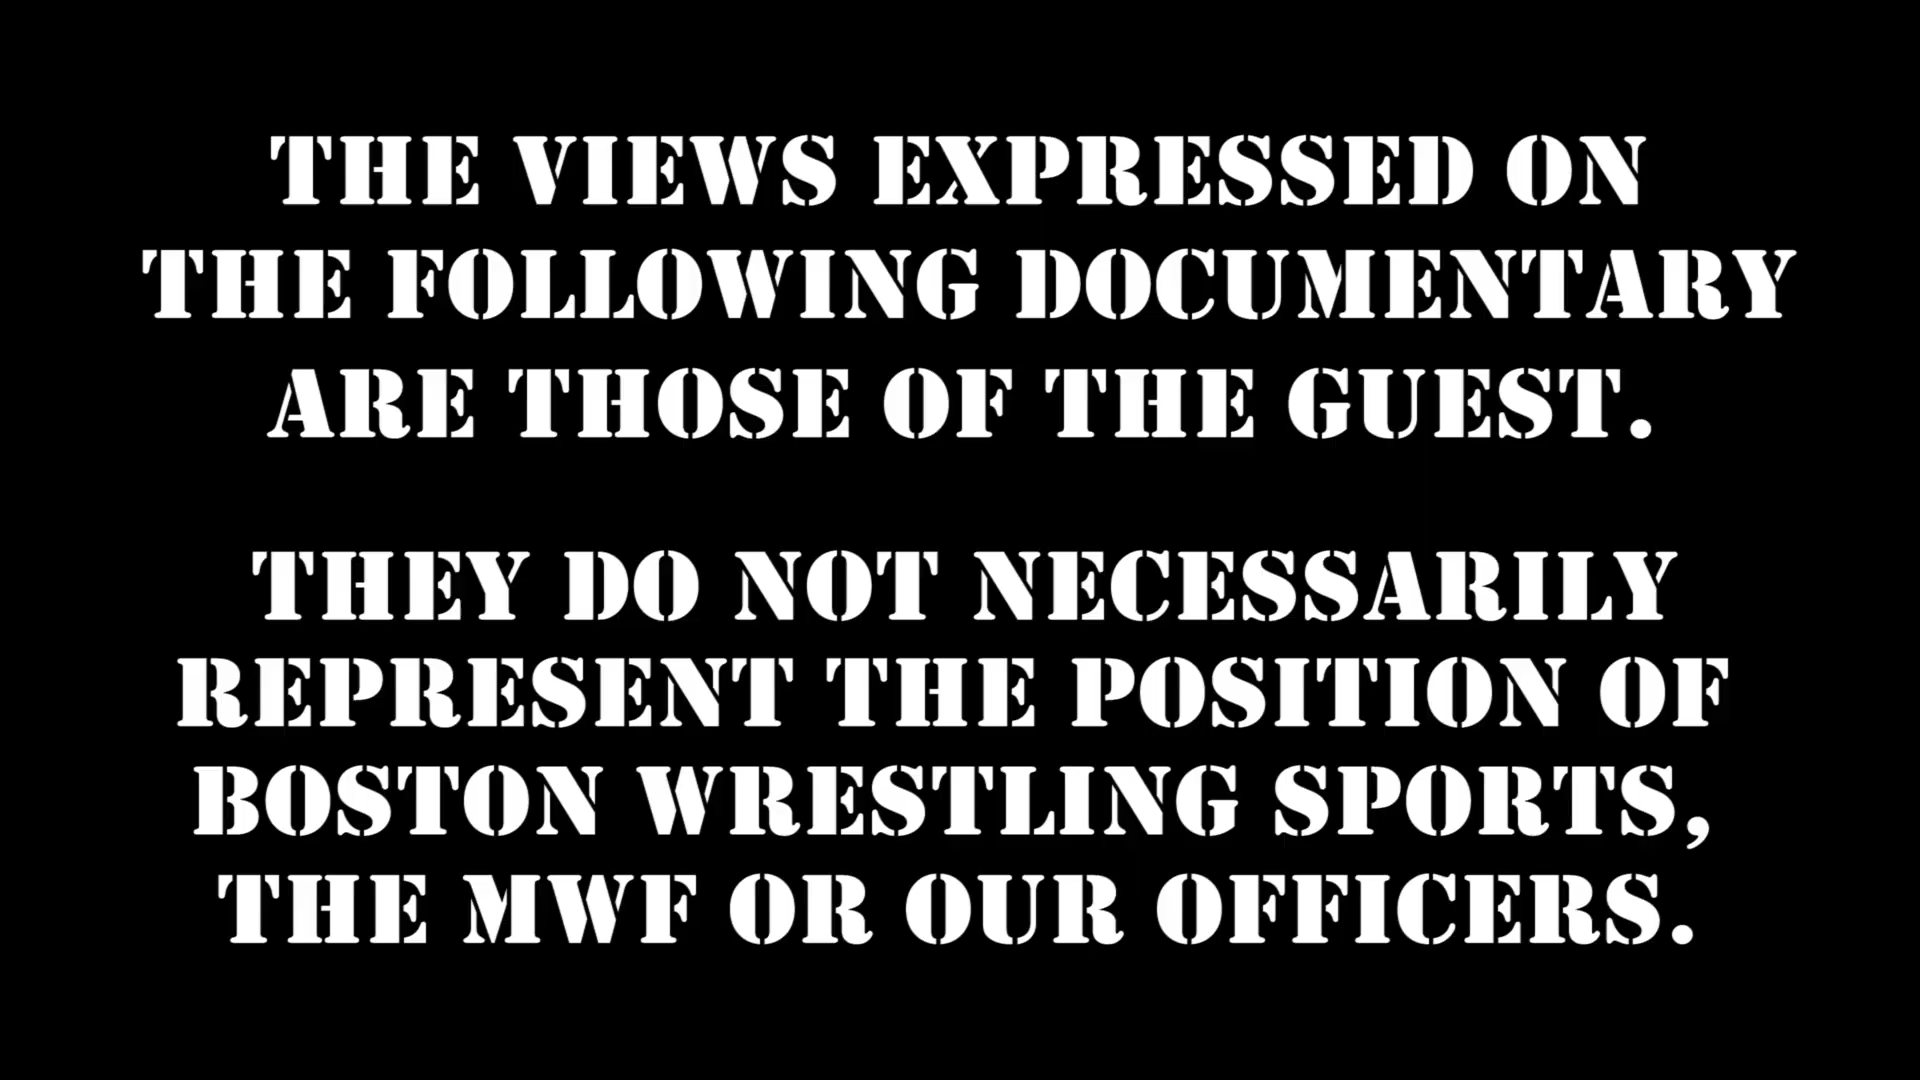 THE VIEWS EXPRESSED ON
THE FOLLOWING DOCUMENTARY
ARE THOSE OF THE GUEST.
THEY DO NOT NECESSARILY
REPRESENT THE POSITION OF
BOSTON WRESTLING SPORTS,
THE MWF OR OUR OFFICERS.